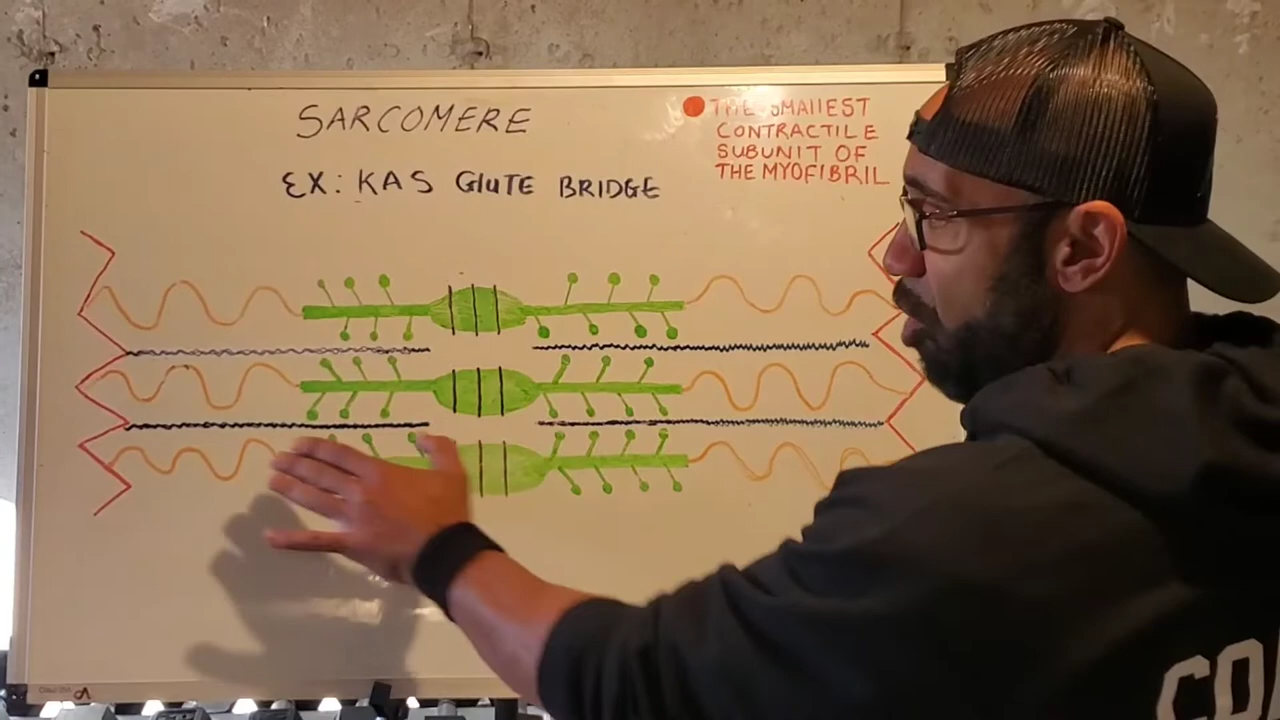 SARCOMERE
EX: KAS GlUTE BRIDGE
THE SMAllEST
CONTRACTILE
SUBUNIT OF
THE MYOFIBRIL